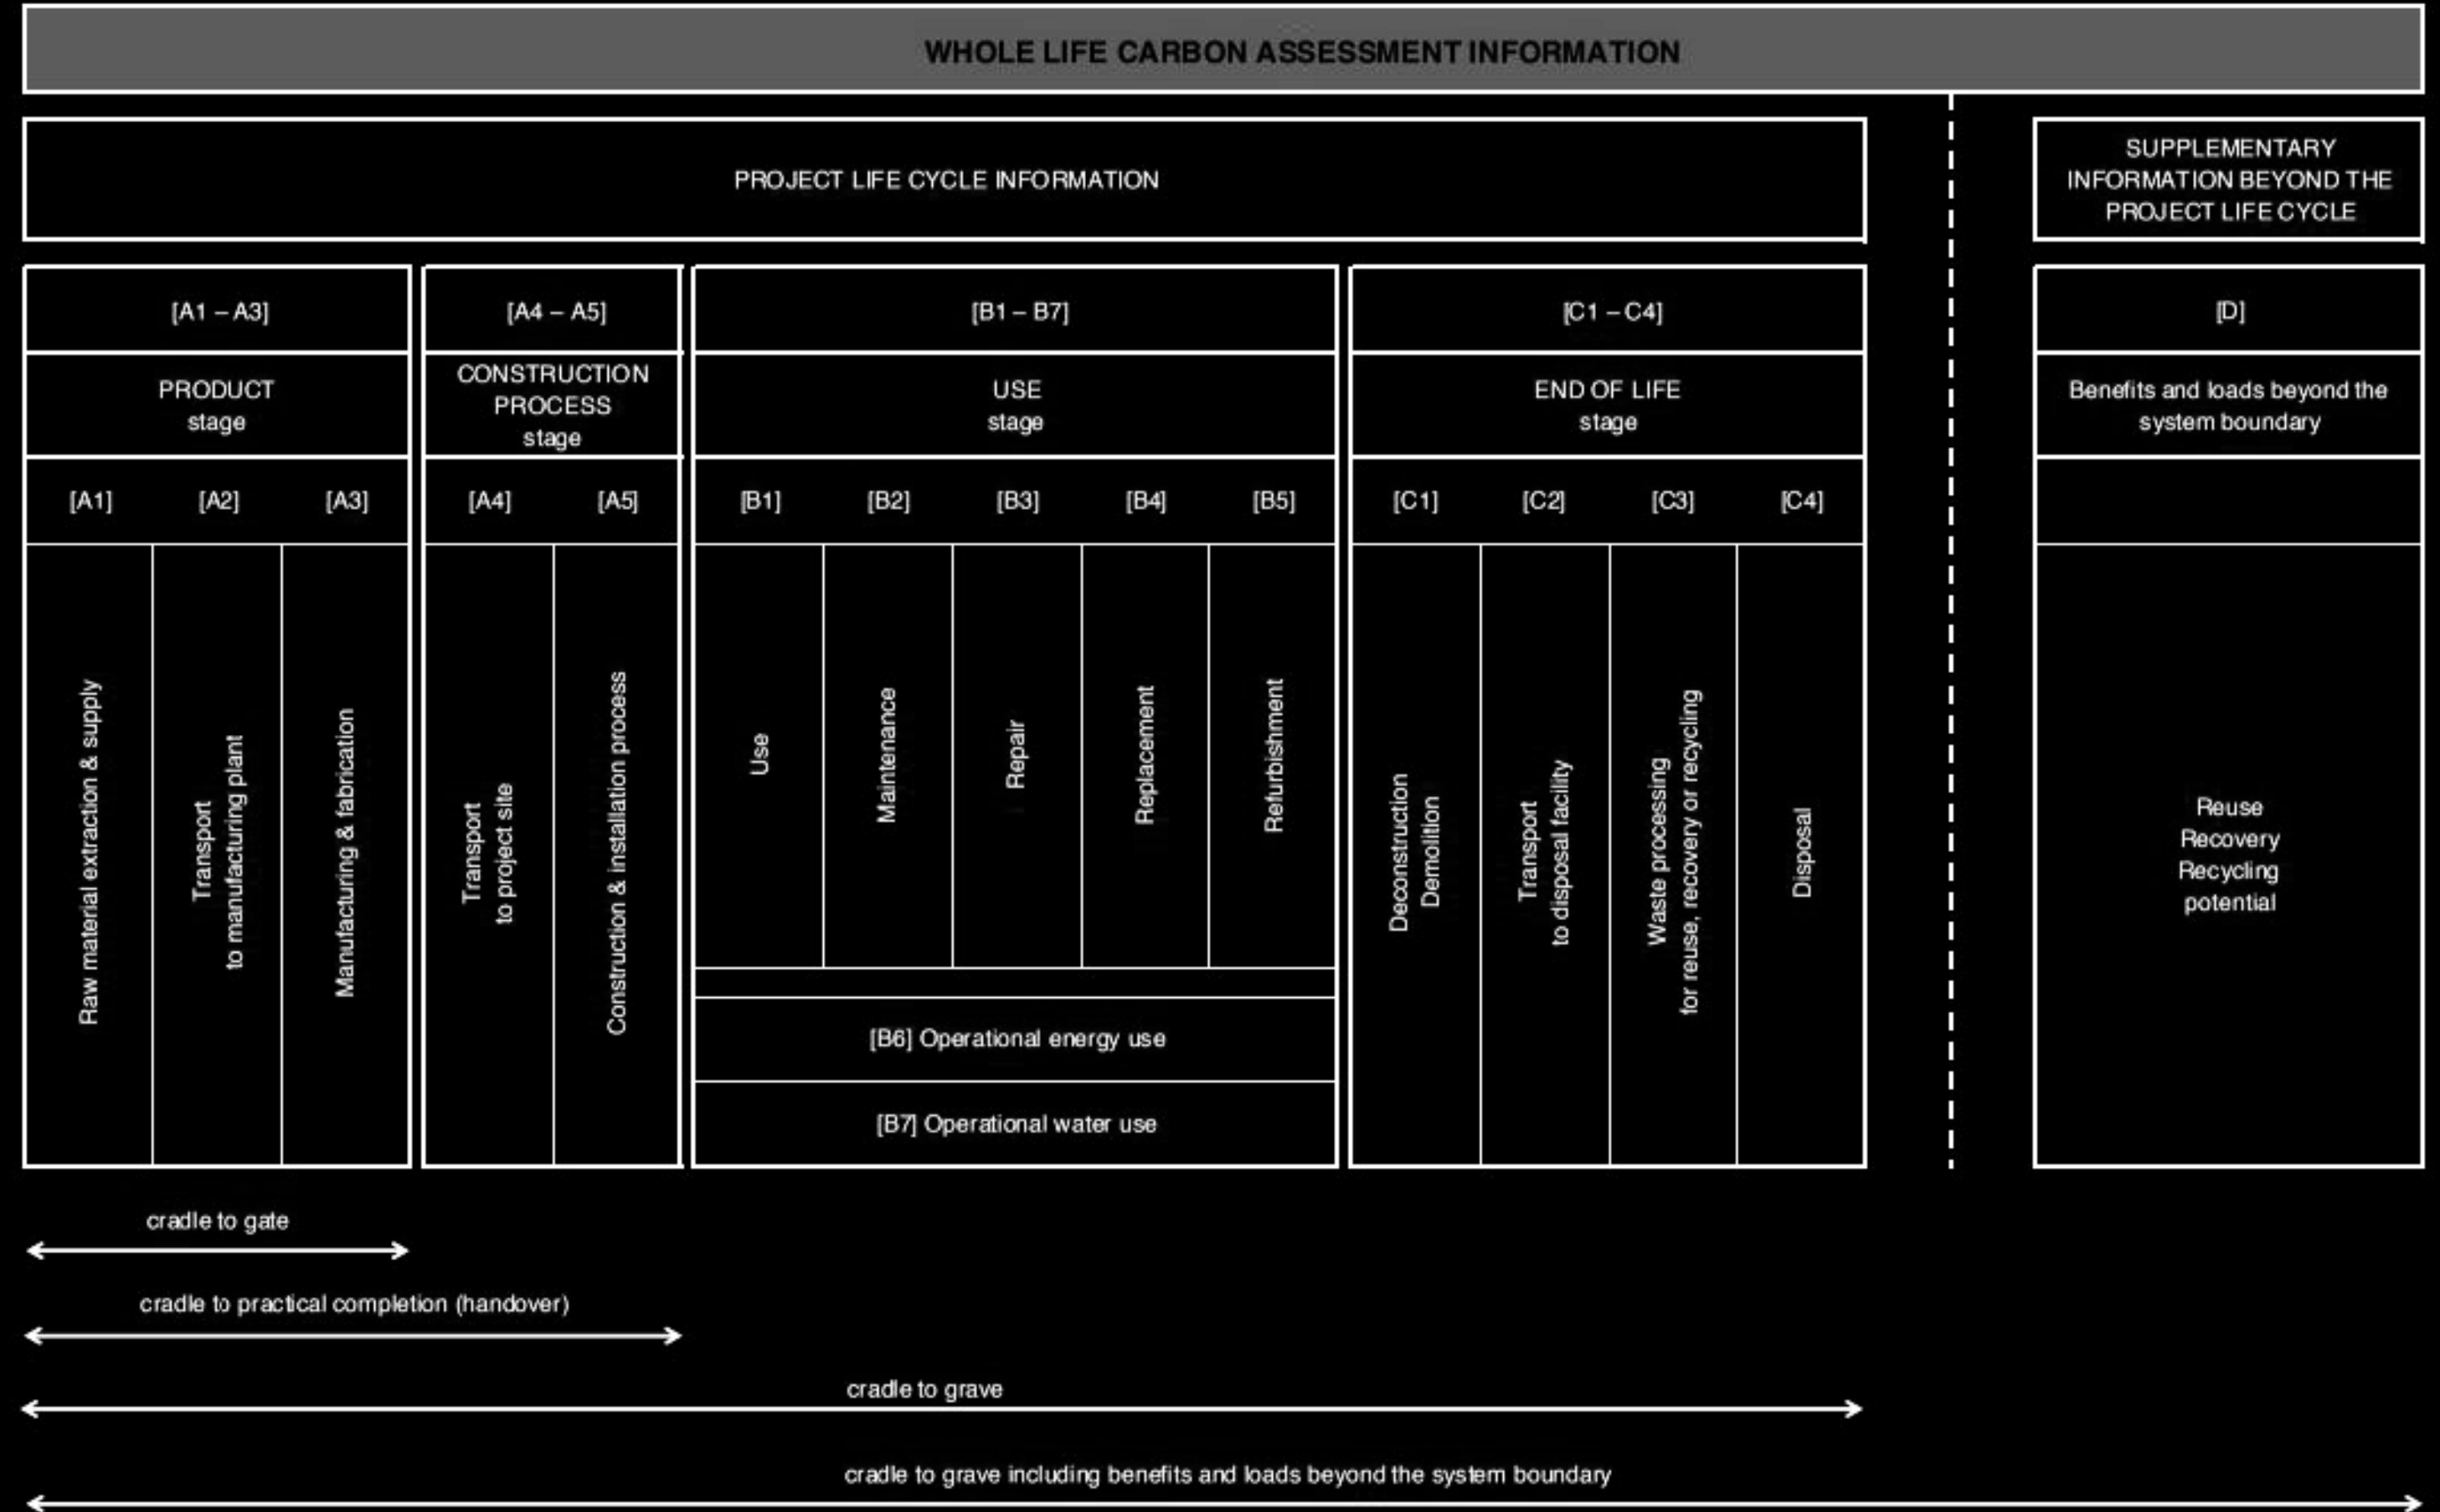 WHOLE LIFE CARBON ASSESSMENT INFORMATION
PROJECT LIFE CYCLE INFORMATION
SUPPLEMENTARY
INFORMATION BEYOND THE
PROJECT LIFE CYCLE
[A1 – A3]
[A4 – A5]
[B1 – B7]
[C1 – C4]
[D]
PRODUCT
stage
CONSTRUCTION
PROCESS
stage
USE
stage
END OF LIFE
stage
Benefits and loads beyond the
system boundary
[A1]
[A2]
[A3]
[A4]
[A5]
[B1]
[B2]
[B3]
[B4]
[B5]
[C1]
[C2]
[C3]
[C4]
Raw material extraction & supply
Transport
to manufacturing plant
Manufacturing & fabrication
Transport
to project site
Construction & installation process
Use
Maintenance
Repair
Replacement
Refurbishment
Deconstruction
Demolition
Transport
to disposal facility
Waste processing
for reuse, recovery or recycling
Disposal
Reuse
Recovery
Recycling
potential
[B6] Operational energy use
[B7] Operational water use
cradle to gate
cradle to practical completion (handover)
cradle to grave
cradle to grave including benefits and loads beyond the system boundary